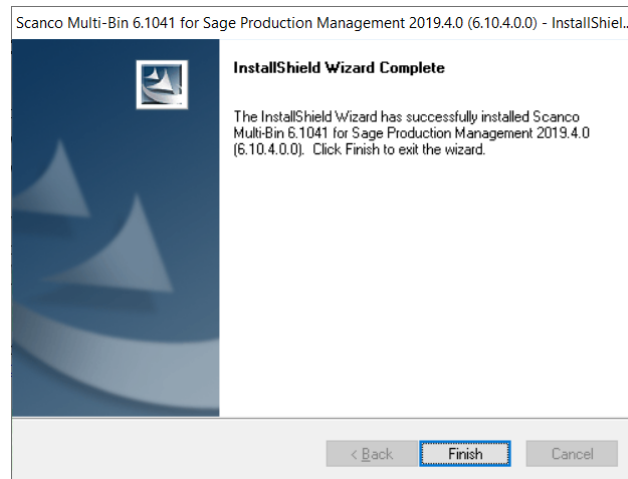 Scanco Multi-Bin 6.1041 for Sage Production Management 2019.4.0 (6.10.4.0.0) - InstallShiel...
InstallShield Wizard Complete
The InstallShield Wizard has successfully installed Scanco
Multi-Bin 6.1041 for Sage Production Management 2019.4.0
(6.10.4.0.0). Click Finish to exit the wizard.
< Back
Finish
Cancel